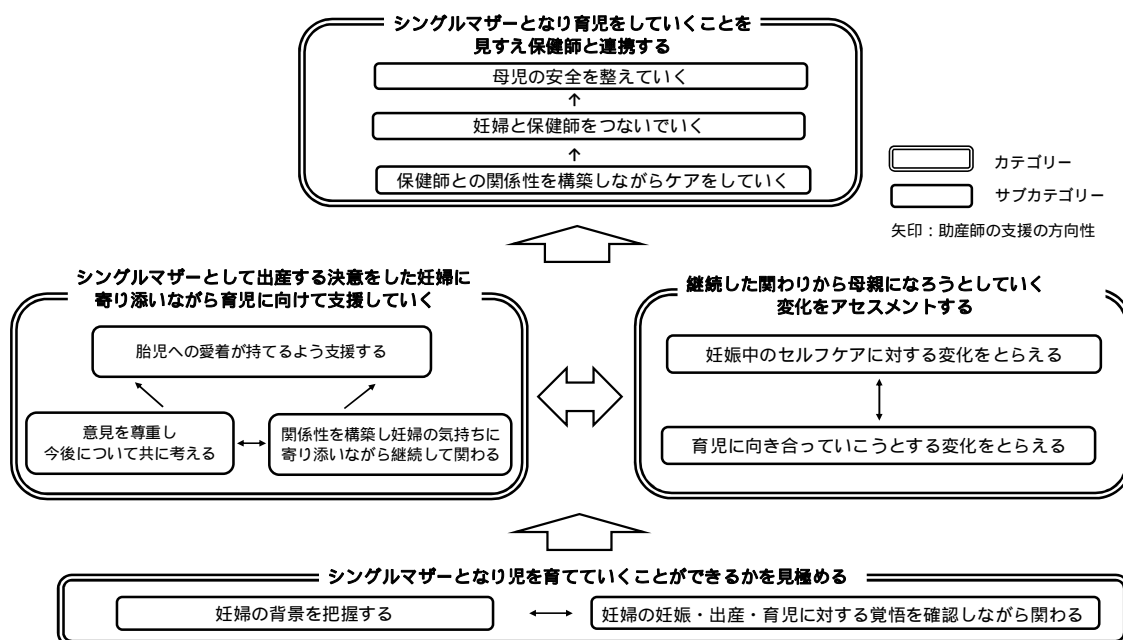 シングルマザーとなり育児をしていくことを
見すえ保健師と連携する
母児の安全を整えていく
↑
妊婦と保健師をつないでいく
↑
保健師との関係性を構築しながらケアをしていく
カテゴリー
サブカテゴリー
矢印：助産師の支援の方向性
シングルマザーとして出産する決意をした妊婦に
寄り添いながら育児に向けて支援していく
胎児への愛着が持てるよう支援する
意見を尊重し
今後について共に考える
関係性を構築し妊婦の気持ちに
寄り添いながら継続して関わる
継続した関わりから母親になろうとしていく
変化をアセスメントする
妊娠中のセルフケアに対する変化をとらえる
育児に向き合っていこうとする変化をとらえる
シングルマザーとなり児を育てていくことができるかを見極める
妊婦の背景を把握する
妊婦の妊娠・出産・育児に対する覚悟を確認しながら関わる